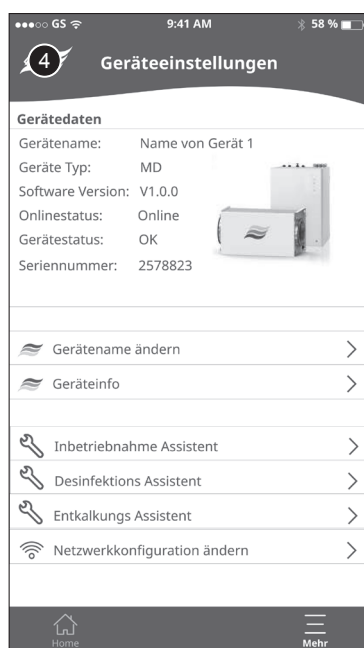 GS 9:41 AM 58 %
4 Geräteeinstellungen
Gerätedaten
Gerätename: Name von Gerät 1
Geräte Typ: MD
Software Version: V1.0.0
Onlinestatus: Online
Gerätestatus: OK
Seriennummer: 2578823
Gerätename ändern
Geräteinfo
Inbetriebnahme Assistent
Desinfektions Assistent
Entkalkungs Assistent
Netzwerkkonfiguration ändern
Home Mehr